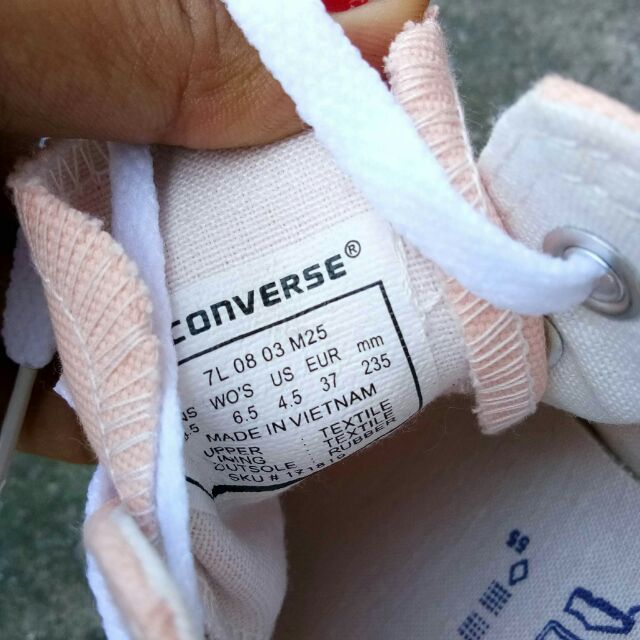 CONVERSE®
7L 08 03 M25
WO'S US EUR mm
6.5 4.5 37 235
MADE IN VIETNAM
UPPER : TEXTILE
LINING : TEXTILE
OUTSOLE : RUBBER
SKU #